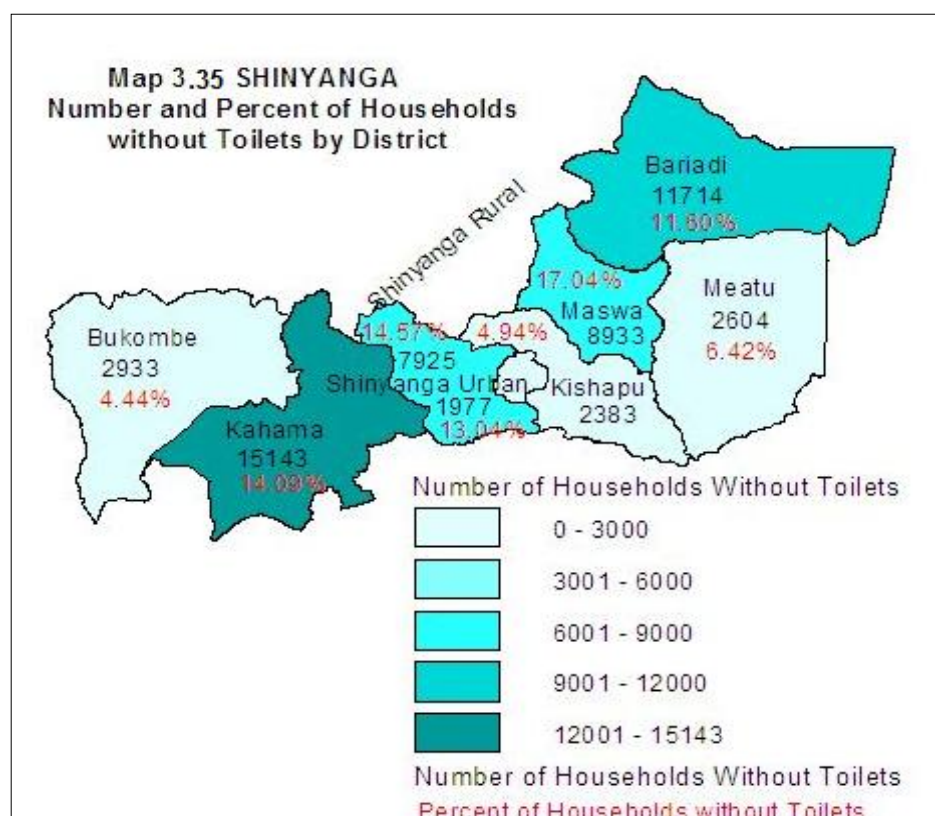 Map 3.35 SHINYANGA
Number and Percent of Households
without Toilets by District
Bariadi
11714
11.60%
Shinyanga Rural
17.04%
Maswa
8933
Meatu
2604
6.42%
Bukombe
2933
4.44%
14.57%
7925
4.94%
Shinyanga Urban
1977
13.04%
Kishapu
2383
Kahama
15143
14.09%
Number of Households Without Toilets
0 - 3000
3001 - 6000
6001 - 9000
9001 - 12000
12001 - 15143
Number of Households Without Toilets
Percent of Households without Toilets